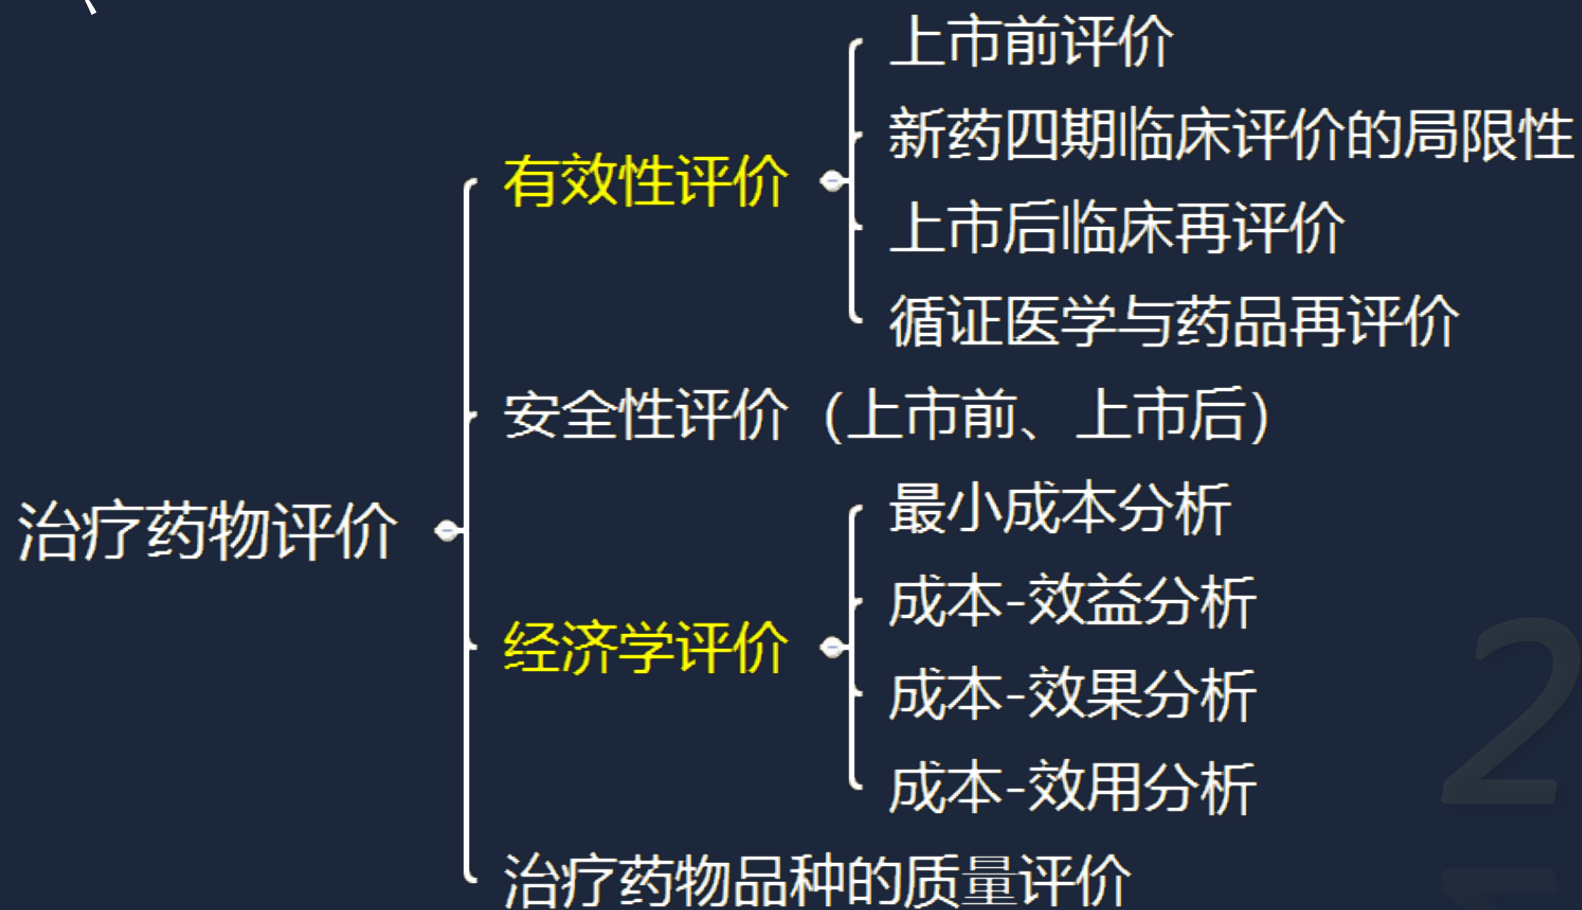 治疗药物评价
有效性评价
上市前评价
新药四期临床评价的局限性
上市后临床再评价
循证医学与药品再评价
安全性评价（上市前、上市后）
经济学评价
最小成本分析
成本-效益分析
成本-效果分析
成本-效用分析
治疗药物品种的质量评价
2